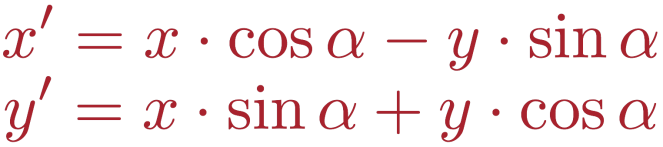 x′ = x · cos α − y · sin α
y′ = x · sin α + y · cos α